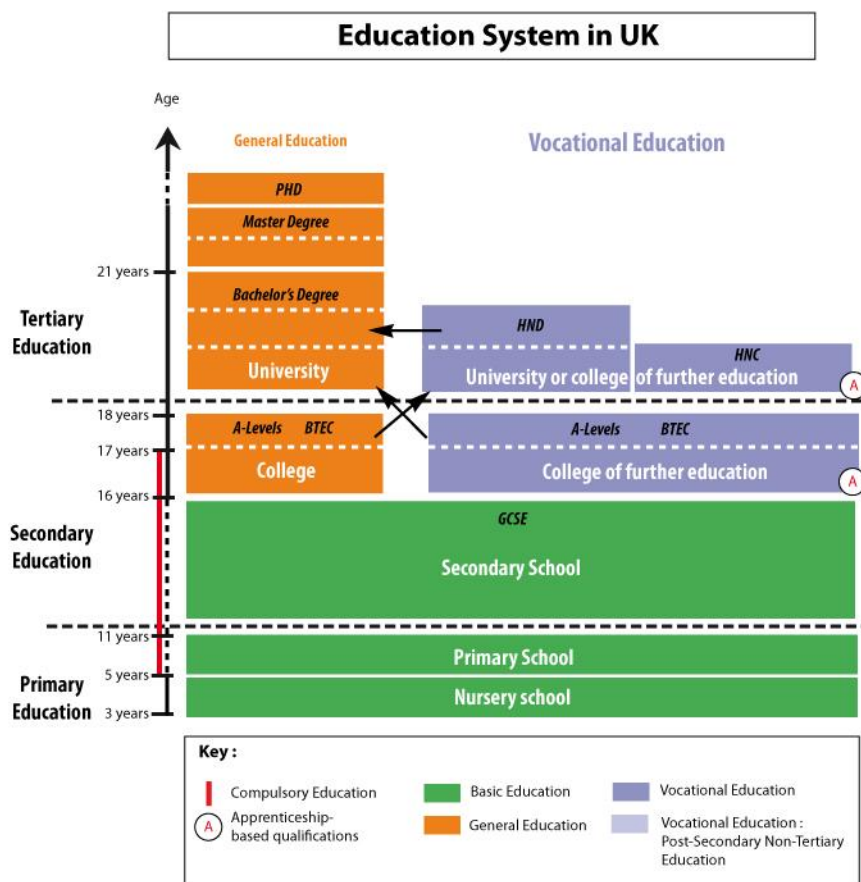 Education System in UK
Age
General Education
Vocational Education
PHD
Master Degree
21 years
Bachelor's Degree
Tertiary
Education
HND
HNC
University
University or college of further education
A
18 years
A-Levels BTEC
A-Levels BTEC
17 years
College
College of further education
A
16 years
GCSE
Secondary
Education
Secondary School
11 years
Primary School
5 years
Primary
Education
Nursery school
3 years
Key :
Compulsory Education
Basic Education
Vocational Education
A
Apprenticeship-
based qualifications
General Education
Vocational Education :
Post-Secondary Non-Tertiary
Education